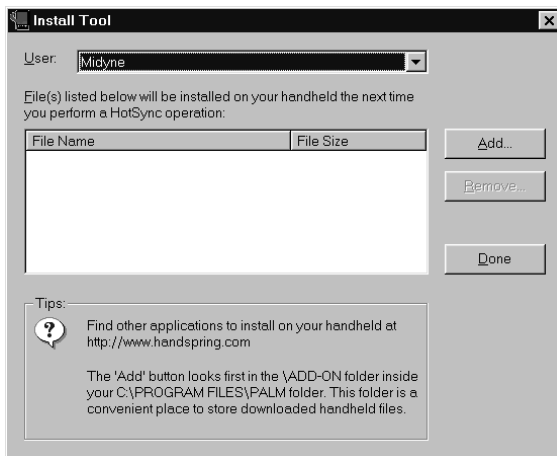 Install Tool
User: Midyne
File(s) listed below will be installed on your handheld the next time
you perform a HotSync operation:
File Name File Size
Add...
Remove...
Done
Tips:
Find other applications to install on your handheld at
http://www.handspring.com
The 'Add' button looks first in the \ADD-ON folder inside
your C:\PROGRAM FILES\PALM folder. This folder is a
convenient place to store downloaded handheld files.